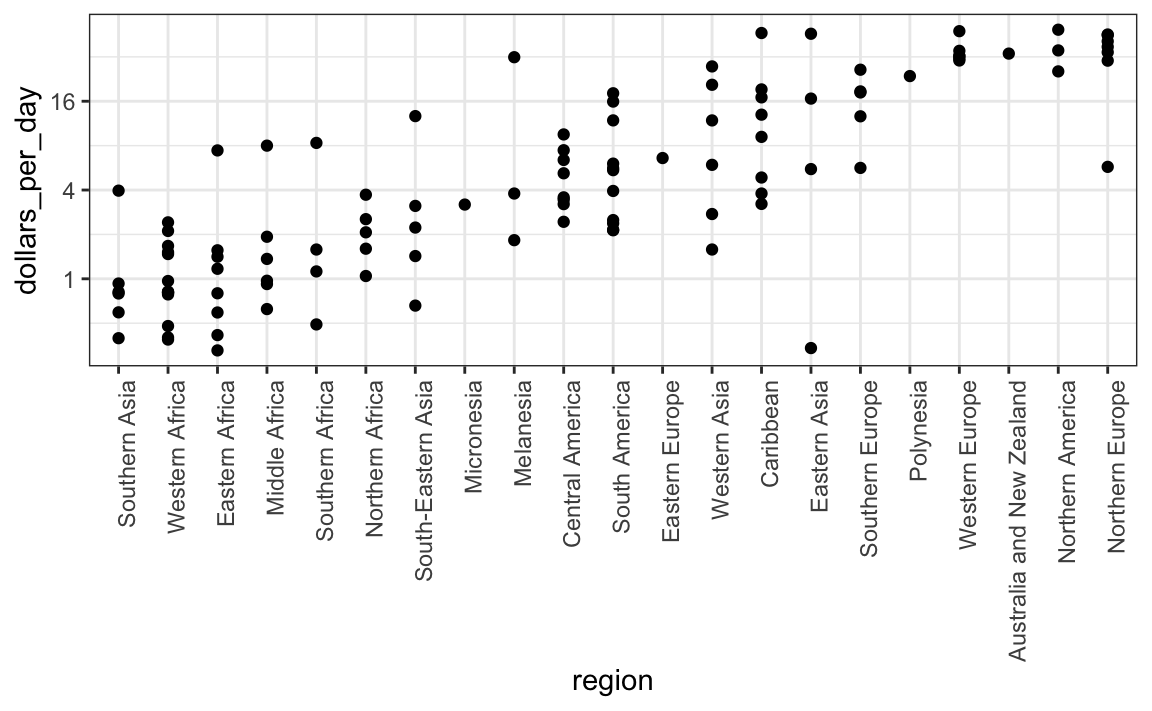 dollars_per_day
16
4
1
Southern Asia
Western Africa
Eastern Africa
Middle Africa
Southern Africa
Northern Africa
South-Eastern Asia
Micronesia
Melanesia
Central America
South America
Eastern Europe
Western Asia
Caribbean
Eastern Asia
Southern Europe
Polynesia
Western Europe
Australia and New Zealand
Northern America
Northern Europe
region